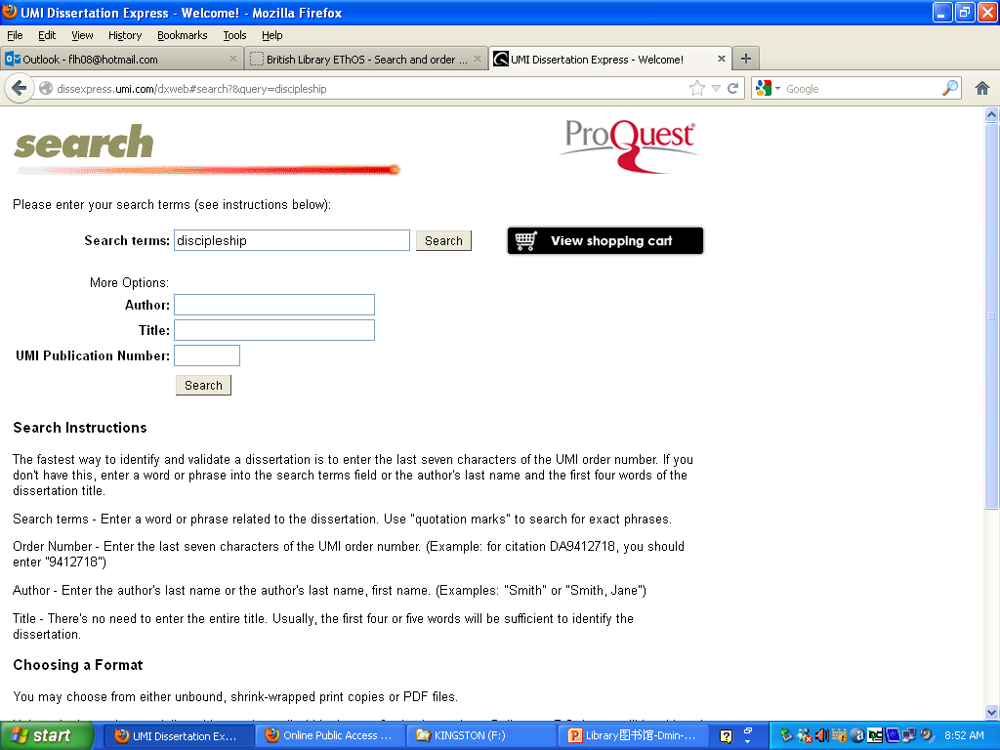 UMI Dissertation Express - Welcome! - Mozilla Firefox
File Edit View History Bookmarks Tools Help
Outlook - flh08@hotmail.com
British Library EThOS - Search and order ...
UMI Dissertation Express - Welcome!
dissexpress.umi.com/dxweb#search?&query=discipleship
Google
search
ProQuest
Please enter your search terms (see instructions below):
Search terms: discipleship Search
View shopping cart
More Options:
Author:
Title:
UMI Publication Number:
Search
Search Instructions
The fastest way to identify and validate a dissertation is to enter the last seven characters of the UMI order number. If you
don't have this, enter a word or phrase into the search terms field or the author's last name and the first four words of the
dissertation title.
Search terms - Enter a word or phrase related to the dissertation. Use "quotation marks" to search for exact phrases.
Order Number - Enter the last seven characters of the UMI order number. (Example: for citation DA9412718, you should
enter "9412718")
Author - Enter the author's last name or the author's last name, first name. (Examples: "Smith" or "Smith, Jane")
Title - There's no need to enter the entire title. Usually, the first four or five words will be sufficient to identify the
dissertation.
Choosing a Format
You may choose from either unbound, shrink-wrapped print copies or PDF files.
start
UMI Dissertation Ex...
Online Public Access ...
KINGSTON (F:)
Library图书馆-Dmin-...
8:52 AM